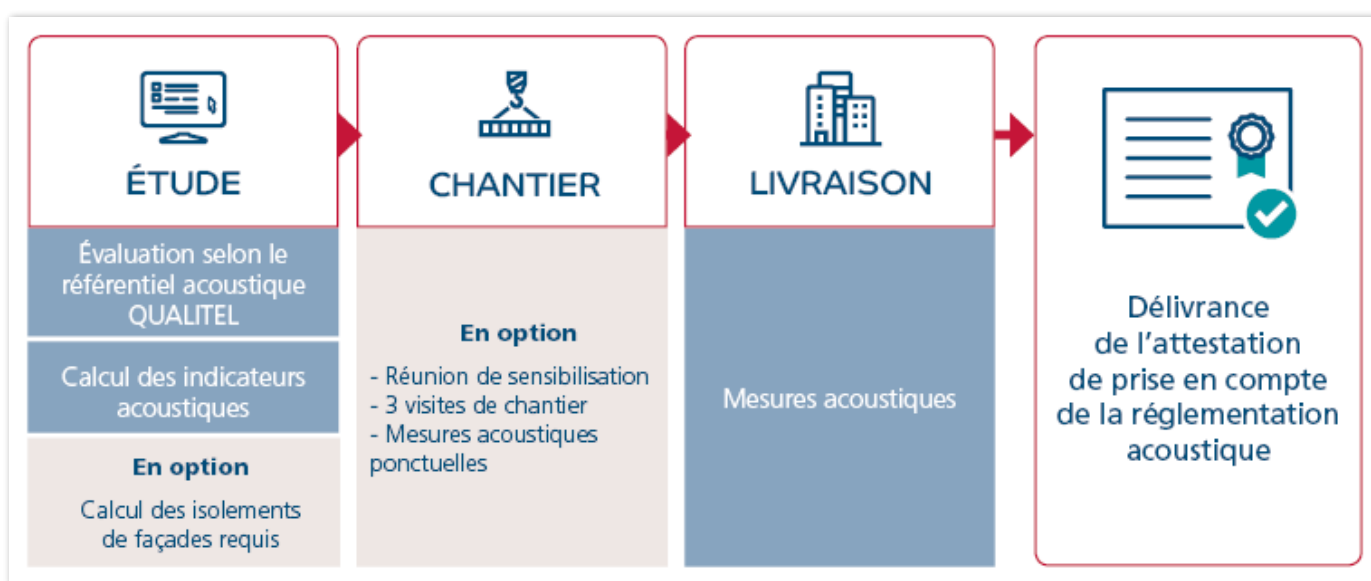 ÉTUDE
Évaluation selon le
référentiel acoustique
QUALITEL
Calcul des indicateurs
acoustiques
En option
Calcul des isolements
de façades requis
CHANTIER
En option
- Réunion de sensibilisation
- 3 visites de chantier
- Mesures acoustiques
ponctuelles
LIVRAISON
Mesures acoustiques
Délivrance
de l’attestation
de prise en compte
de la réglementation
acoustique